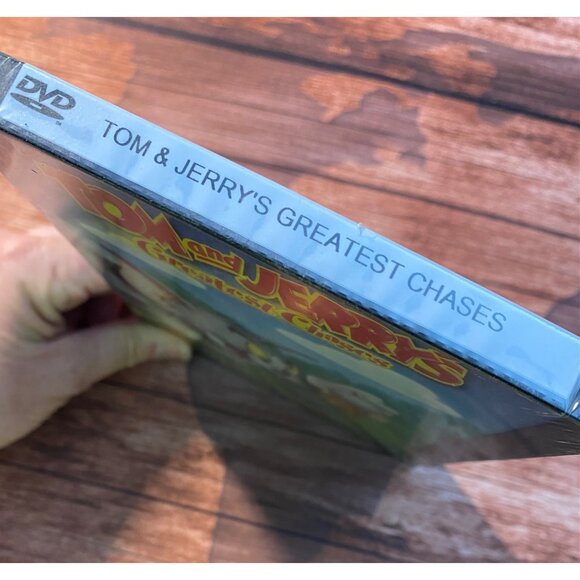 DVD
TOM & JERRY'S GREATEST CHASES
TOM and JERRY'S
Greatest Chases